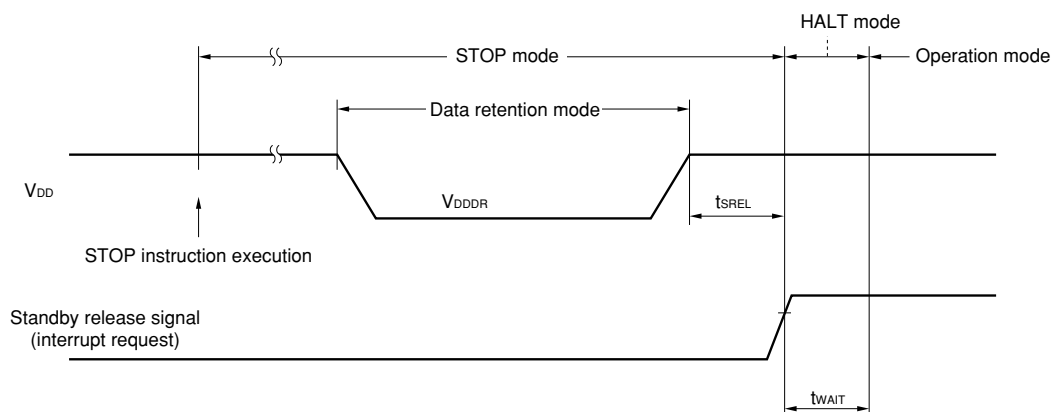 HALT mode
STOP mode
Operation mode
Data retention mode
VDD
VDDDR
tSREL
STOP instruction execution
Standby release signal
(interrupt request)
tWAIT